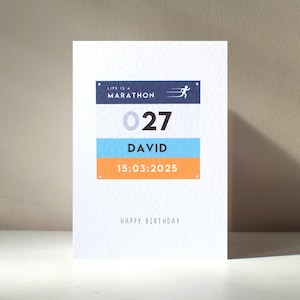 LIFE IS A
MARATHON
027
DAVID
15:03:2025
HAPPY BIRTHDAY